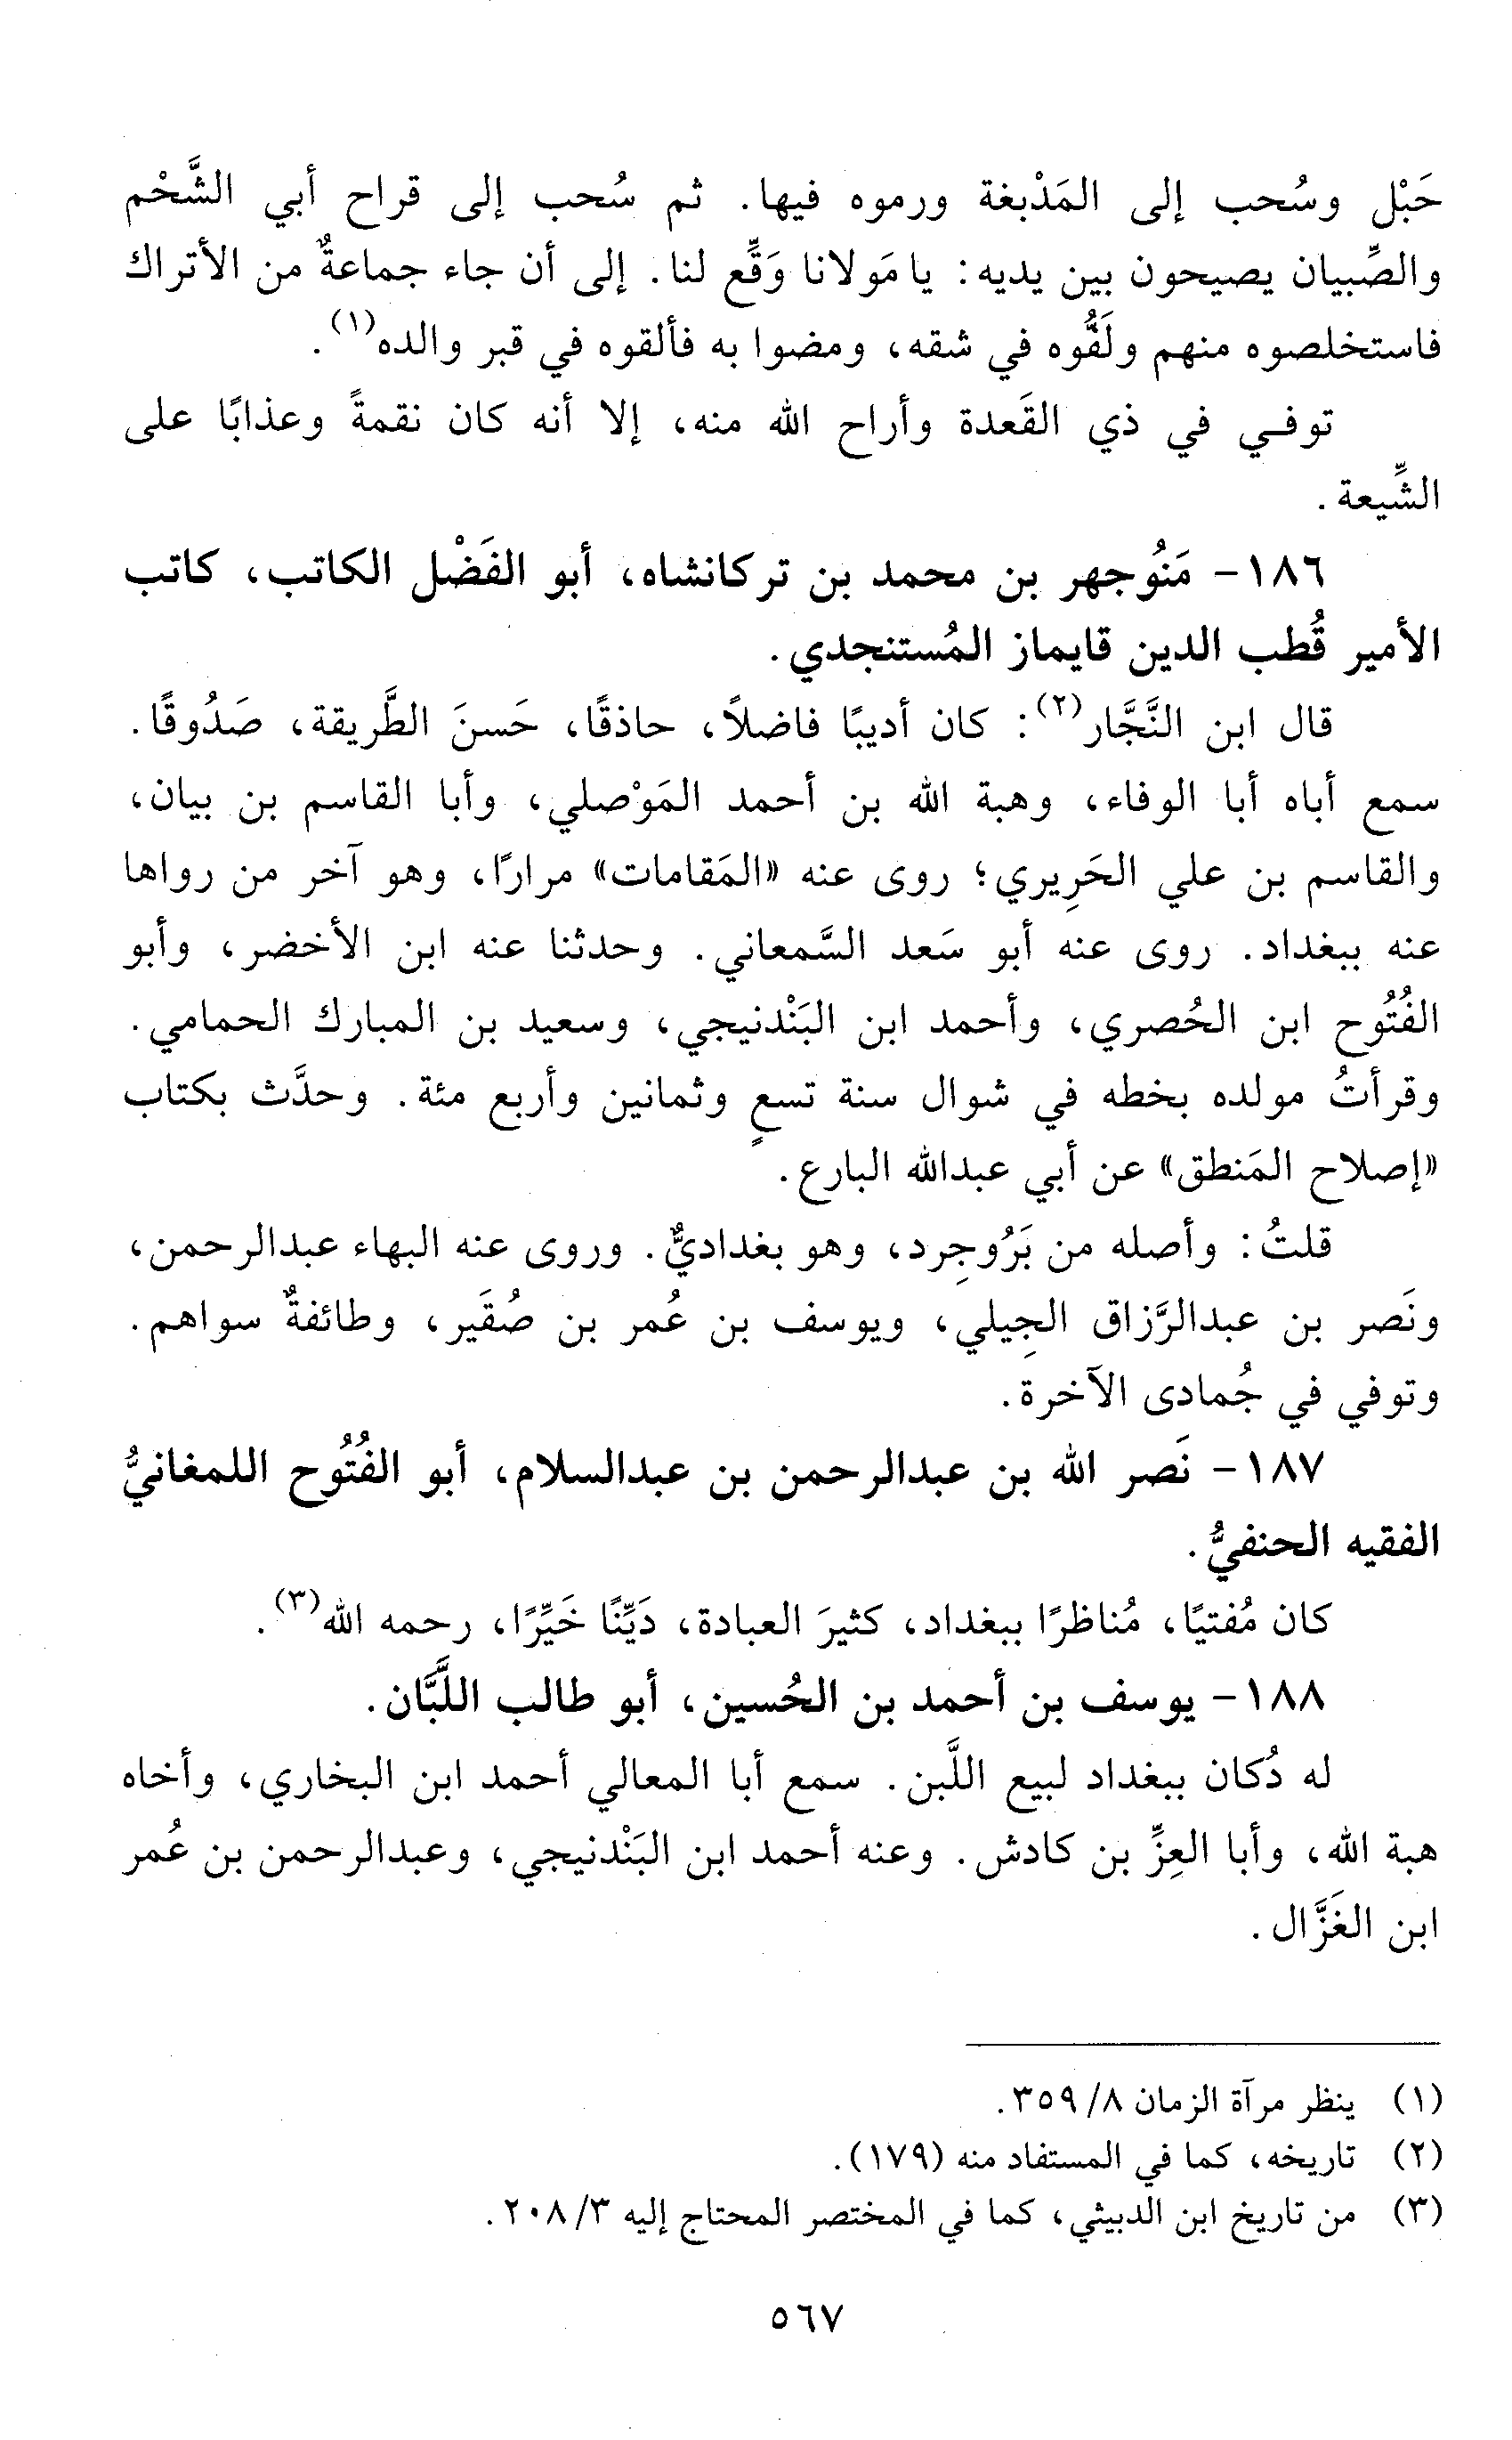 حَبْل وسُحب إلى المَدْبغة ورموه فيها. ثم سُحب إلى قراح أبي الشَّحْم
والصِّبيان يصيحون بين يديه: يا مَولانا وَقِّع لنا. إلى أن جاء جماعةٌ من الأتراك
فاستخلصوه منهم ولَفُّوه في شقه، ومضوا به فألقوه في قبر والده(١).
توفي في ذي القَعدة وأراح الله منه، إلا أنه كان نقمةً وعذابًا على
الشِّيعة.
١٨٦- مَنُوجهر بن محمد بن تركانشاه، أبو الفَضْل الكاتب، كاتب
الأمير قُطب الدين قايماز المُستنجدي.
قال ابن النَّجَّار(٢): كان أديبًا فاضلاً، حاذقًا، حَسنَ الطَّريقة، صَدُوقًا.
سمع أباه أبا الوفاء، وهبة الله بن أحمد المَوْصلي، وأبا القاسم بن بيان،
والقاسم بن علي الحَرِيري؛ روى عنه «المَقامات» مرارًا، وهو آخر من رواها
عنه ببغداد. روى عنه أبو سَعد السَّمعاني. وحدثنا عنه ابن الأخضر، وأبو
الفُتُوح ابن الحُصري، وأحمد ابن البَنْدنيجي، وسعيد بن المبارك الحمامي.
وقرأتُ مولده بخطه في شوال سنة تسعٍ وثمانين وأربع مئة. وحدَّث بكتاب
«إصلاح المَنطق» عن أبي عبدالله البارع.
قلتُ: وأصله من بَرُوجِرد، وهو بغداديٌّ. وروى عنه البهاء عبدالرحمن،
ونَصر بن عبدالرَّزاق الجِيلي، ويوسف بن عُمر بن صُقَير، وطائفةٌ سواهم.
وتوفي في جُمادى الآخرة.
١٨٧- نَصر الله بن عبدالرحمن بن عبدالسلام، أبو الفُتُوح اللمغانيُّ
الفقيه الحنفيُّ.
كان مُفتيًا، مُناظرًا ببغداد، كثيرَ العبادة، دَيِّنًا خَيِّرًا، رحمه الله(٣).
١٨٨- يوسف بن أحمد بن الحُسين، أبو طالب اللَّبَّان.
له دُكان ببغداد لبيع اللَّبن. سمع أبا المعالي أحمد ابن البخاري، وأخاه
هبة الله، وأبا العِزِّ بن كادش. وعنه أحمد ابن البَنْدنيجي، وعبدالرحمن بن عُمر
ابن الغَزَّال.
(١) ينظر مرآة الزمان ٨/ ٣٥٩.
(٢) تاريخه، كما في المستفاد منه (١٧٩).
(٣) من تاريخ ابن الدبيثي، كما في المختصر المحتاج إليه ٣/ ٢٠٨.
٥٦٧